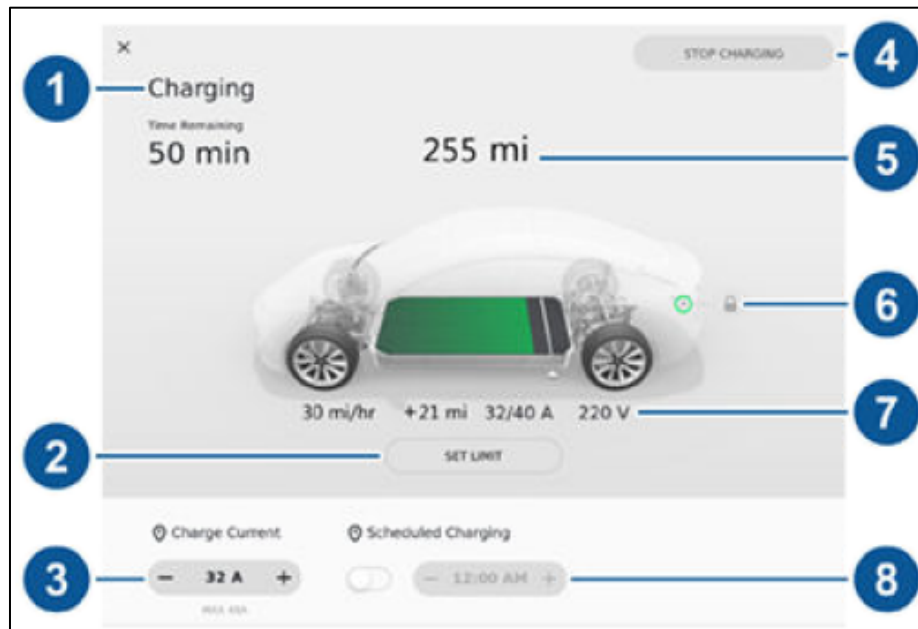 STOP CHARGING
4
1
Charging
Time Remaining
50 min
255 mi
5
6
30 mi/hr +21 mi 32/40 A 220 V
7
2
SET LIMIT
Charge Current
Scheduled Charging
3
− 32 A +
− 12:00 AM +
8
MAX